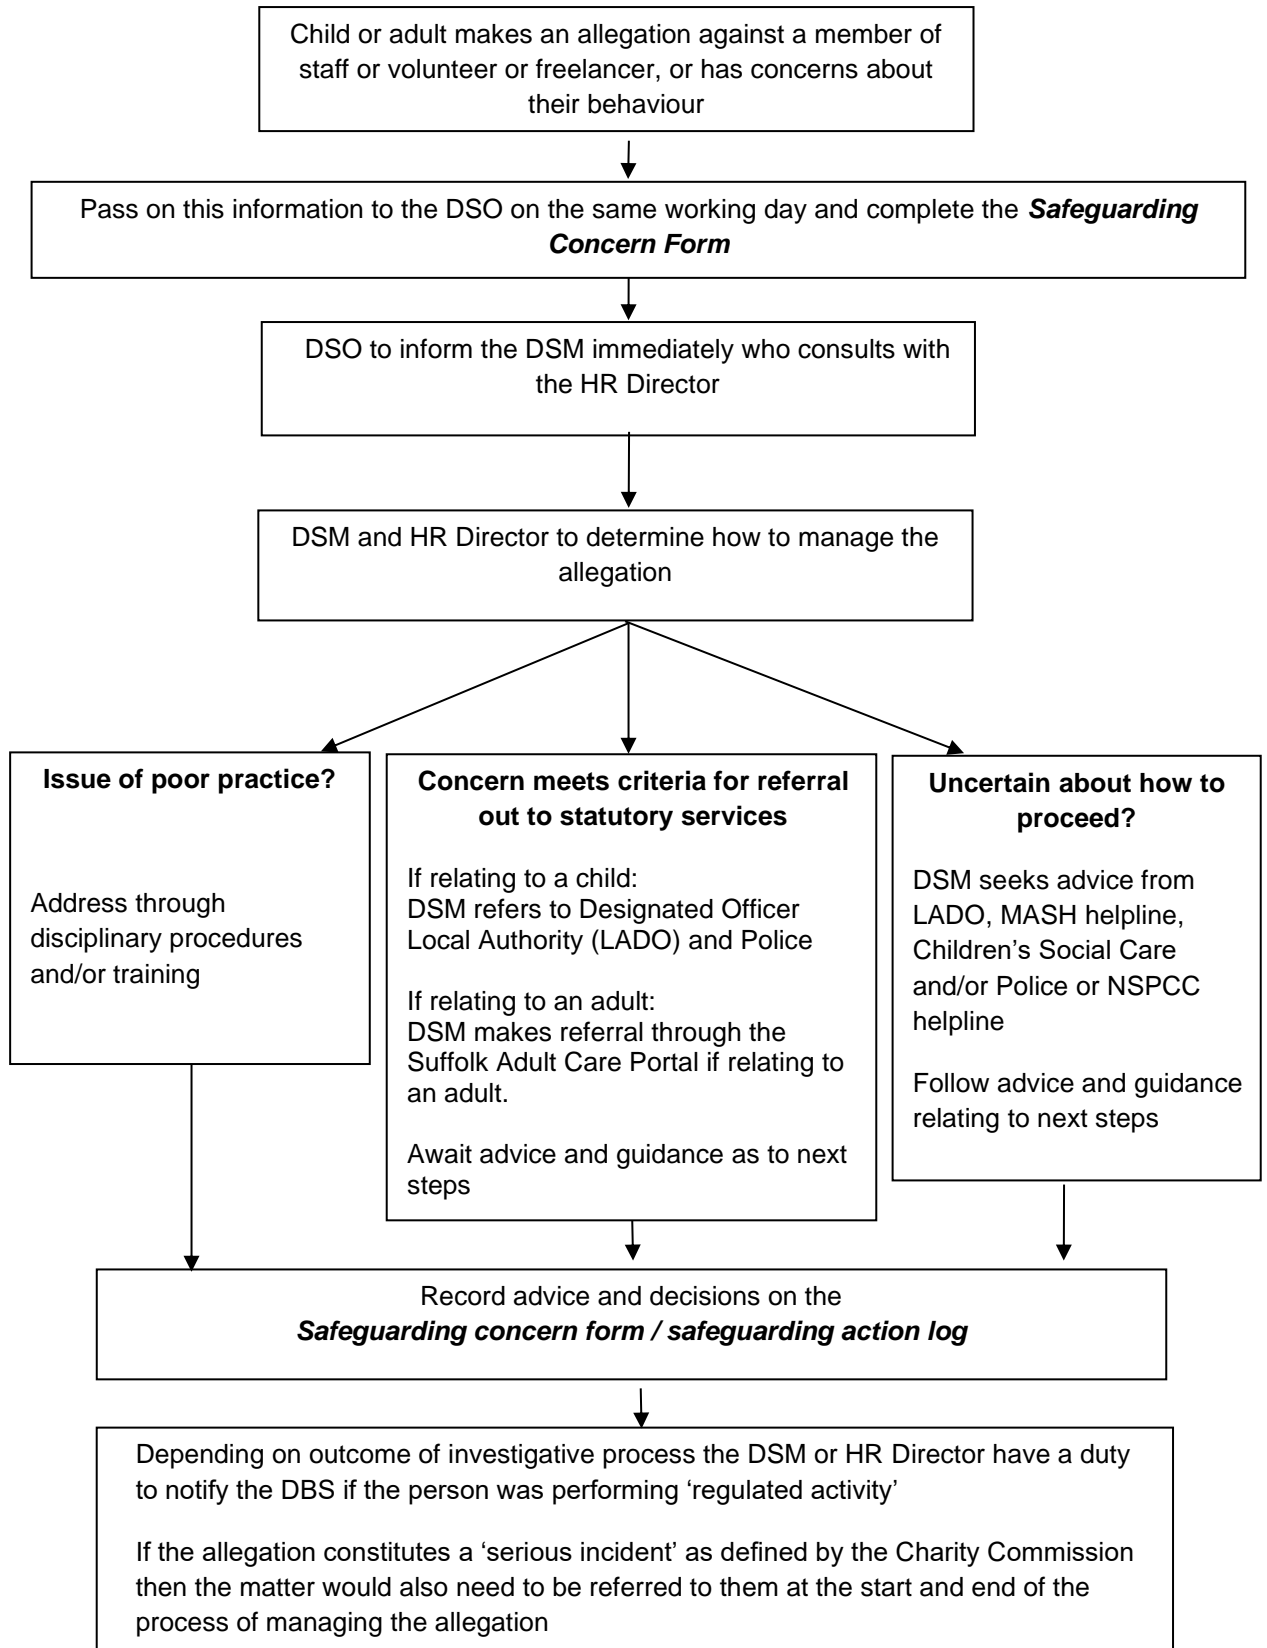 Child or adult makes an allegation against a member of
staff or volunteer or freelancer, or has concerns about
their behaviour
Pass on this information to the DSO on the same working day and complete the Safeguarding
Concern Form
DSO to inform the DSM immediately who consults with
the HR Director
DSM and HR Director to determine how to manage the
allegation
Issue of poor practice?
Address through
disciplinary procedures
and/or training
Concern meets criteria for referral
out to statutory services
If relating to a child:
DSM refers to Designated Officer
Local Authority (LADO) and Police
If relating to an adult:
DSM makes referral through the
Suffolk Adult Care Portal if relating to
an adult.
Await advice and guidance as to next
steps
Uncertain about how to
proceed?
DSM seeks advice from
LADO, MASH helpline,
Children’s Social Care
and/or Police or NSPCC
helpline
Follow advice and guidance
relating to next steps
Record advice and decisions on the
Safeguarding concern form / safeguarding action log
Depending on outcome of investigative process the DSM or HR Director have a duty
to notify the DBS if the person was performing ‘regulated activity’
If the allegation constitutes a ‘serious incident’ as defined by the Charity Commission
then the matter would also need to be referred to them at the start and end of the
process of managing the allegation